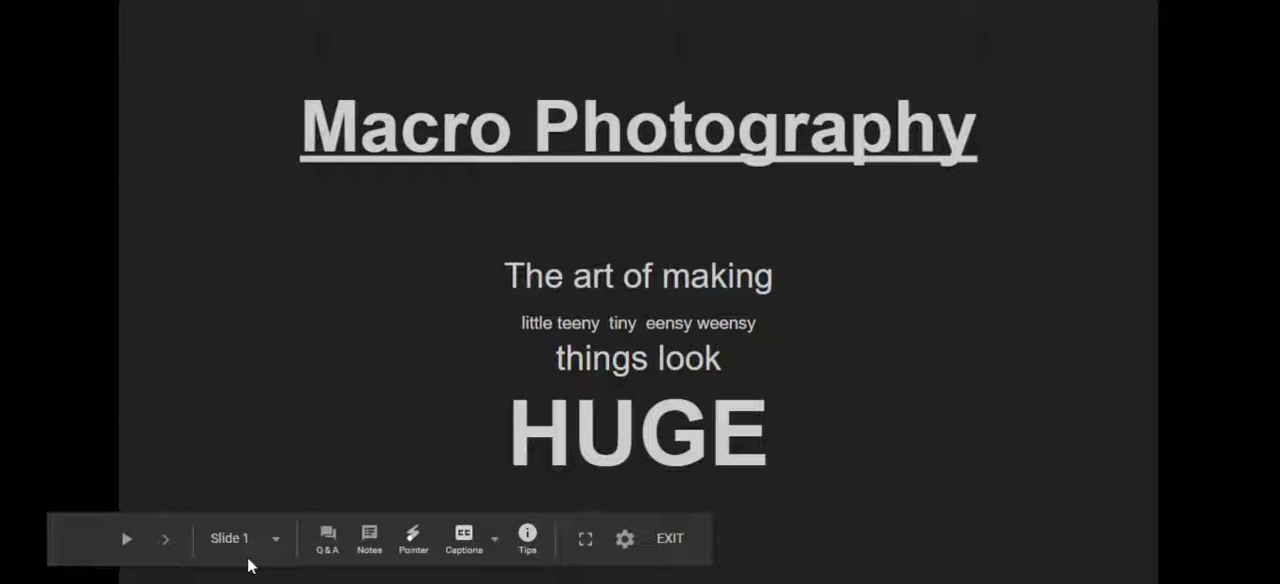 Macro Photography
The art of making
little teeny tiny eensy weensy
things look
HUGE
Slide 1
Q & A
Notes
Pointer
Captions
Tips
EXIT